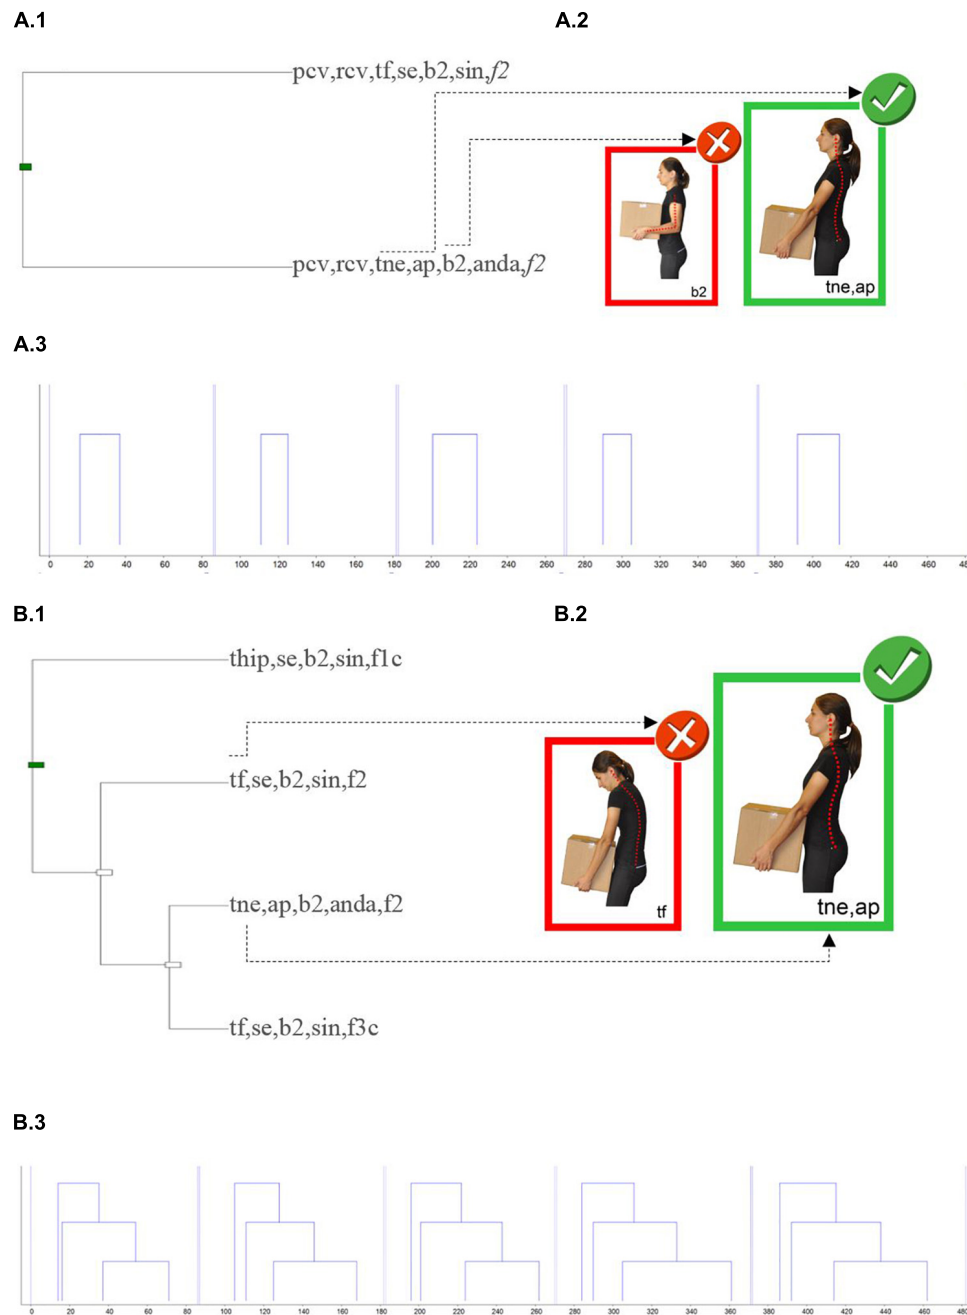 A.1
A.2
pcv,rcv,tf,se,b2,sin,f2
pcv,rcv,tne,ap,b2,anda,f2
b2
tne,ap
A.3
0 20 40 60 80 100 120 140 160 180 200 220 240 260 280 300 320 340 360 380 400 420 440 460 48
B.1
B.2
thip,se,b2,sin,f1c
tf,se,b2,sin,f2
tne,ap,b2,anda,f2
tf,se,b2,sin,f3c
tf
tne,ap
B.3
0 20 40 60 80 100 120 140 160 180 200 220 240 260 280 300 320 340 360 380 400 420 440 460 480